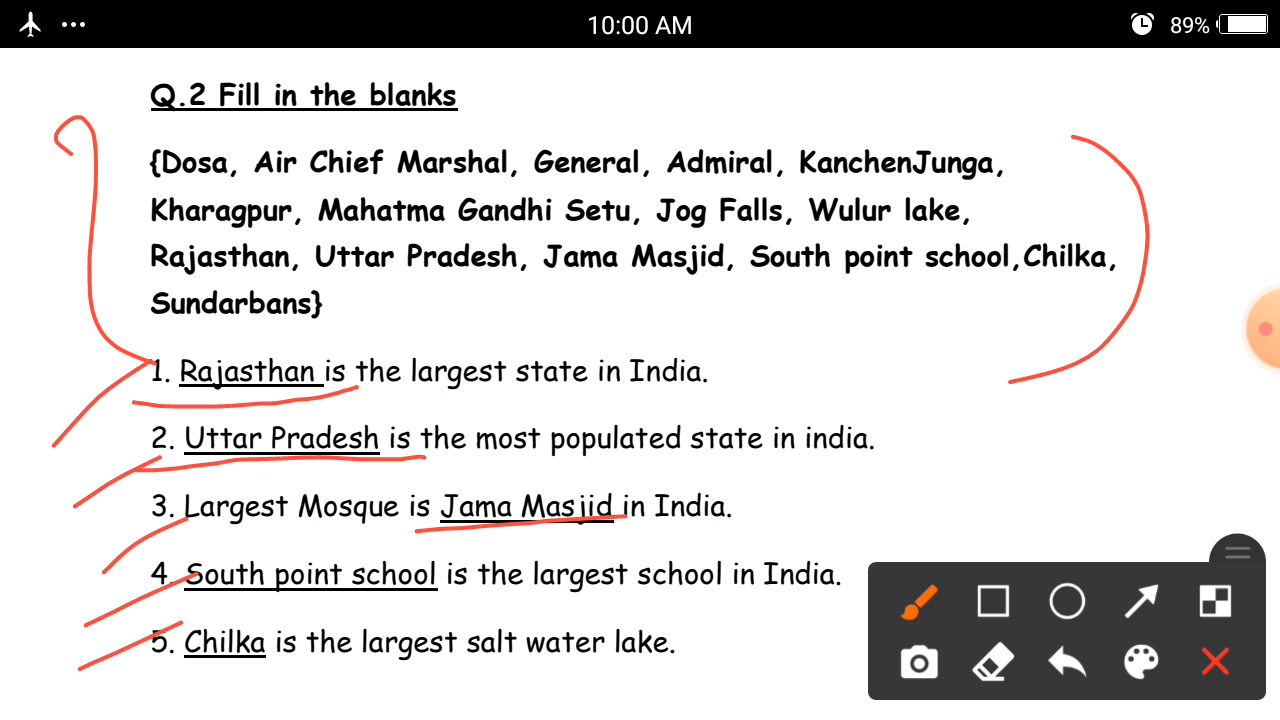 10:00 AM
89%
Q.2 Fill in the blanks
{Dosa, Air Chief Marshal, General, Admiral, KanchenJunga,
Kharagpur, Mahatma Gandhi Setu, Jog Falls, Wulur lake,
Rajasthan, Uttar Pradesh, Jama Masjid, South point school,Chilka,
Sundarbans}
1. Rajasthan is the largest state in India.
2. Uttar Pradesh is the most populated state in india.
3. Largest Mosque is Jama Masjid in India.
4. South point school is the largest school in India.
5. Chilka is the largest salt water lake.